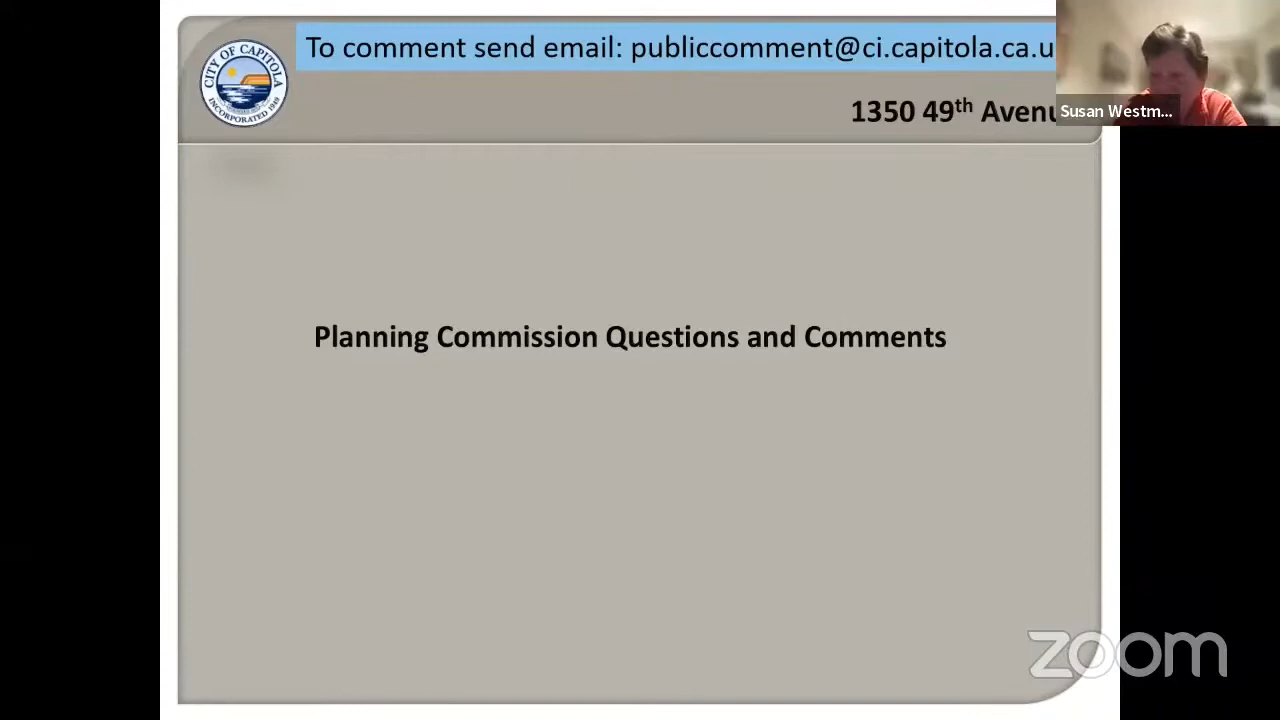 To comment send email: publiccomment@ci.capitola.ca.u
1350 49th Avenu
Susan Westm...
CITY OF CAPITOLA
INCORPORATED 1949
Planning Commission Questions and Comments
zoom